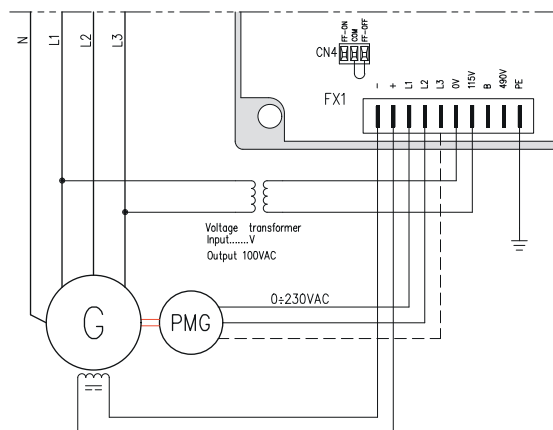 N
L1
L2
L3
FF-ON
COM
FF-OFF
CN4
FX1
-
+
L1
L2
L3
0V
115V
B
490V
PE
Voltage transformer
Input.......V
Output 100VAC
0÷230VAC
G
PMG